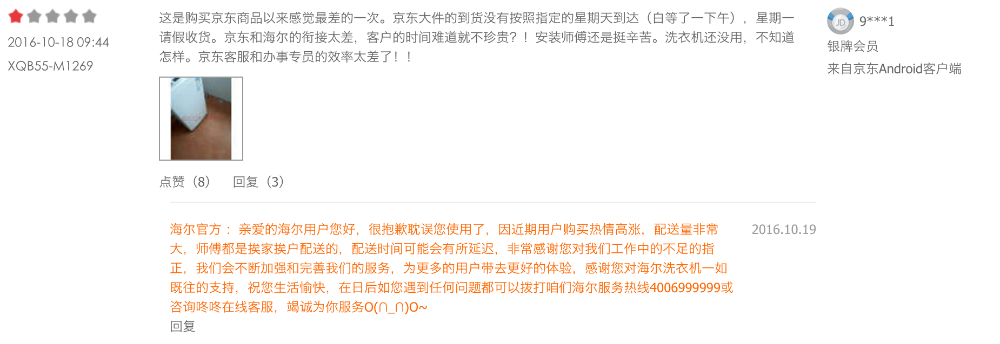 2016-10-18 09:44
XQB55-M1269
这是购买京东商品以来感觉最差的一次。京东大件的到货没有按照指定的星期天到达（白等了一下午），星期一
请假收货。京东和海尔的衔接太差，客户的时间难道就不珍贵？！安装师傅还是挺辛苦。洗衣机还没用，不知道
怎样。京东客服和办事专员的效率太差了！！
点赞（8） 回复（3）
JD 9***1
银牌会员
来自京东Android客户端
海尔官方 ：亲爱的海尔用户您好，很抱歉耽误您使用了，因近期用户购买热情高涨，配送量非常
大，师傅都是挨家挨户配送的，配送时间可能会有所延迟，非常感谢您对我们工作中的不足的指
正，我们会不断加强和完善我们的服务，为更多的用户带去更好的体验，感谢您对海尔洗衣机一如
既往的支持，祝您生活愉快，在日后如您遇到任何问题都可以拨打咱们海尔服务热线4006999999或
咨询咚咚在线客服，竭诚为你服务O(∩_∩)O~
2016.10.19
回复